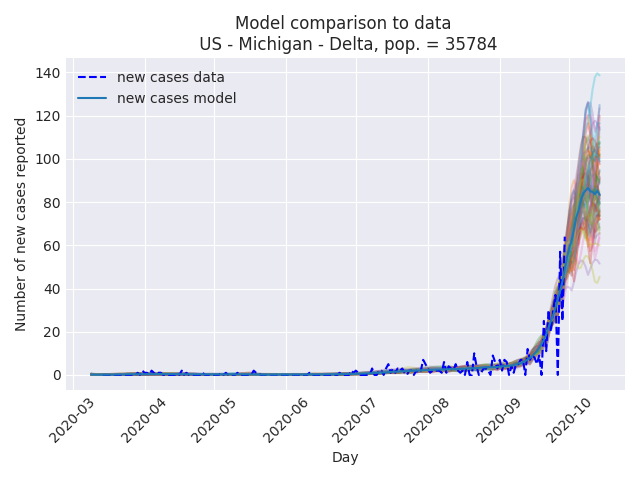 Model comparison to data
US - Michigan - Delta, pop. = 35784
new cases data
new cases model
Number of new cases reported
140
120
100
80
60
40
20
0
2020-03
2020-04
2020-05
2020-06
2020-07
2020-08
2020-09
2020-10
Day